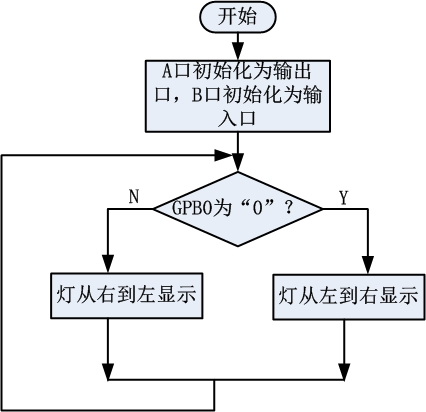 开始
A口初始化为输出
口，B口初始化为输
入口
GPB0为“0”？
N
Y
灯从右到左显示
灯从左到右显示